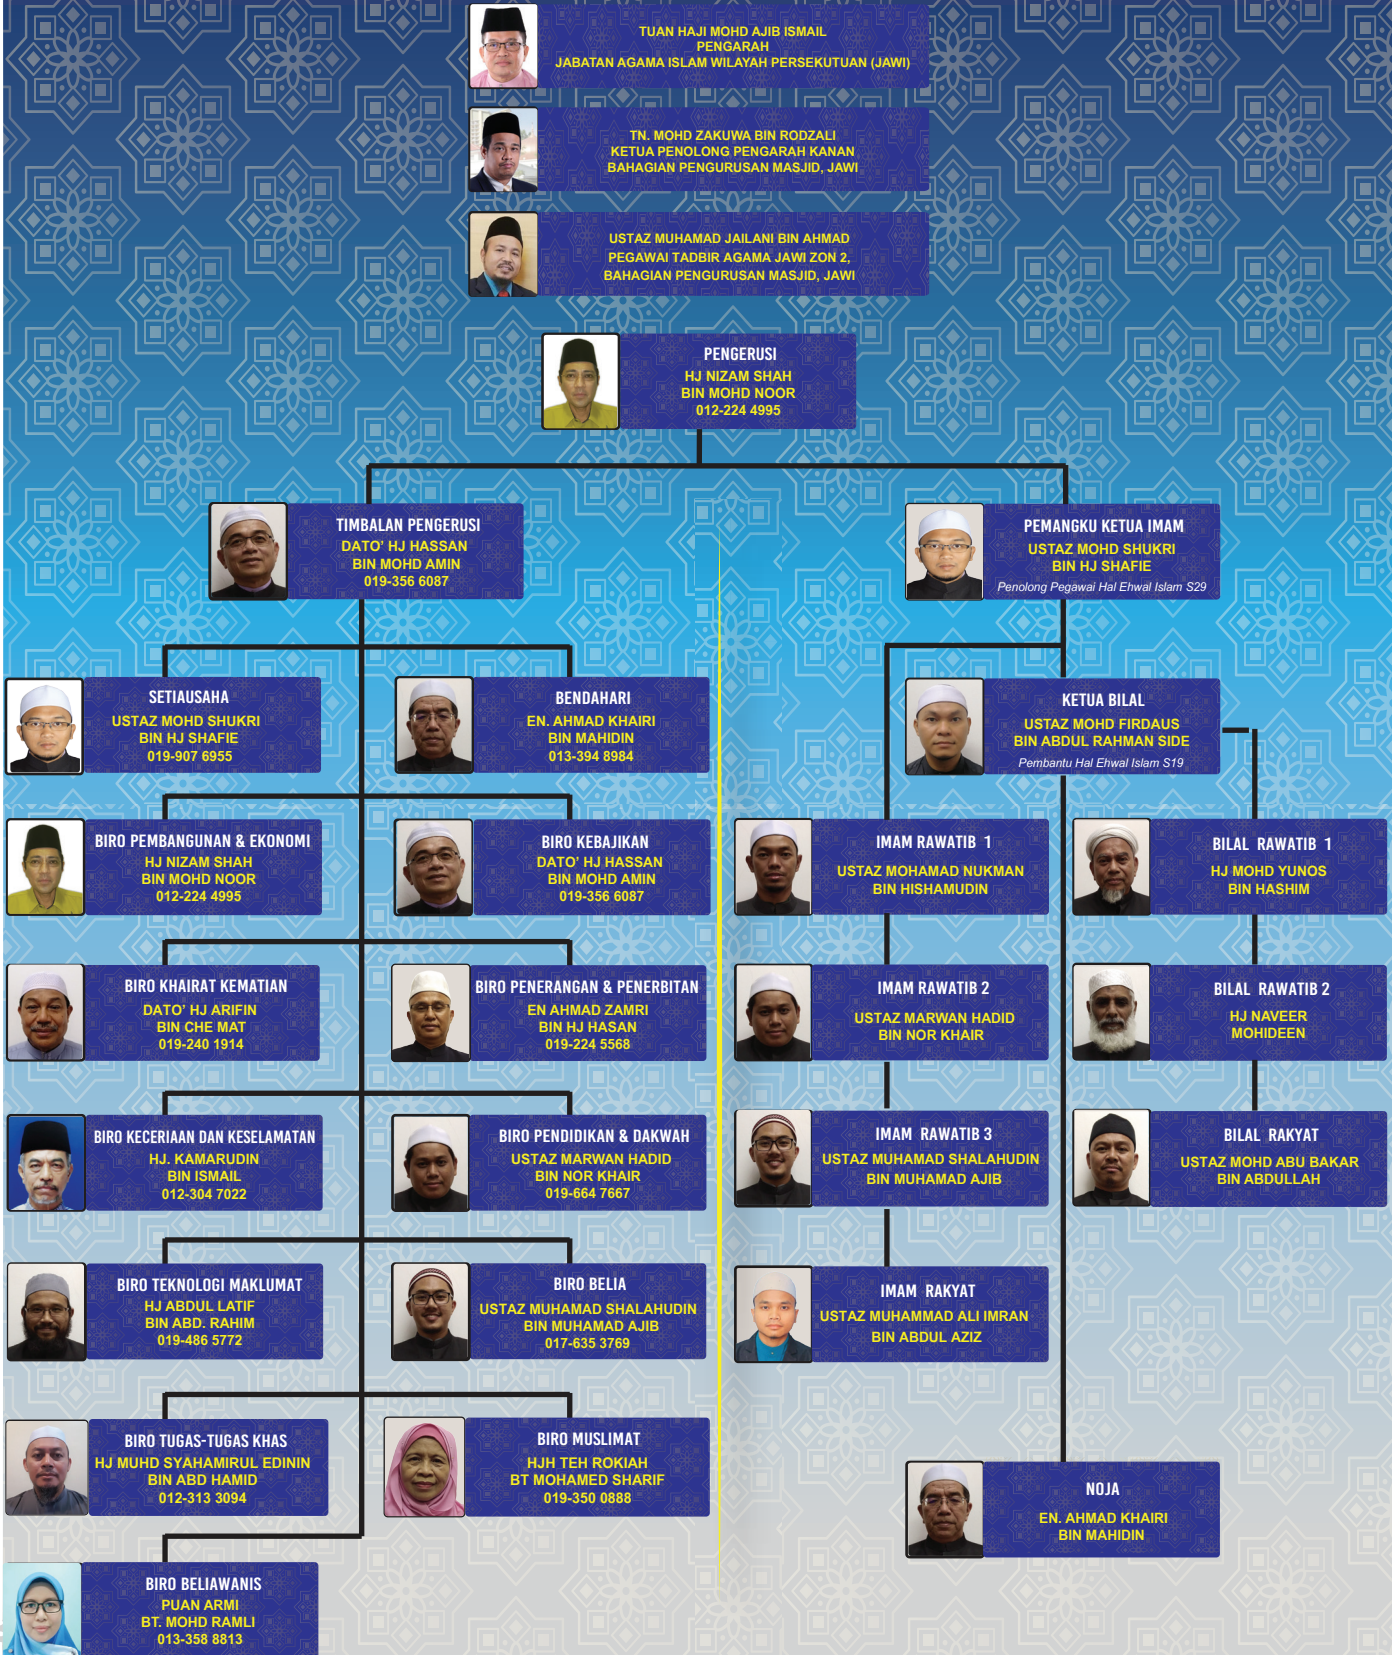 TUAN HAJI MOHD AJIB ISMAIL
PENGARAH
JABATAN AGAMA ISLAM WILAYAH PERSEKUTUAN (JAWI)
TN. MOHD ZAKUWA BIN RODZALI
KETUA PENOLONG PENGARAH KANAN
BAHAGIAN PENGURUSAN MASJID, JAWI
USTAZ MUHAMAD JAILANI BIN AHMAD
PEGAWAI TADBIR AGAMA JAWI ZON 2,
BAHAGIAN PENGURUSAN MASJID, JAWI
PENGERUSI
HJ NIZAM SHAH
BIN MOHD NOOR
012-224 4995
TIMBALAN PENGERUSI
DATO' HJ HASSAN
BIN MOHD AMIN
019-356 6087
PEMANGKU KETUA IMAM
USTAZ MOHD SHUKRI
BIN HJ SHAFIE
Penolong Pegawai Hal Ehwal Islam S29
SETIAUSAHA
USTAZ MOHD SHUKRI
BIN HJ SHAFIE
019-907 6955
BENDAHARI
EN. AHMAD KHAIRI
BIN MAHIDIN
013-394 8984
KETUA BILAL
USTAZ MOHD FIRDAUS
BIN ABDUL RAHMAN SIDE
Pembantu Hal Ehwal Islam S19
BIRO PEMBANGUNAN & EKONOMI
HJ NIZAM SHAH
BIN MOHD NOOR
012-224 4995
BIRO KEBAJIKAN
DATO' HJ HASSAN
BIN MOHD AMIN
019-356 6087
IMAM RAWATIB 1
USTAZ MOHAMAD NUKMAN
BIN HISHAMUDIN
BILAL RAWATIB 1
HJ MOHD YUNOS
BIN HASHIM
BIRO KHAIRAT KEMATIAN
DATO' HJ ARIFIN
BIN CHE MAT
019-240 1914
BIRO PENERANGAN & PENERBITAN
EN AHMAD ZAMRI
BIN HJ HASAN
019-224 5568
IMAM RAWATIB 2
USTAZ MARWAN HADID
BIN NOR KHAIR
BILAL RAWATIB 2
HJ NAVEER
MOHIDEEN
BIRO KECERIAAN DAN KESELAMATAN
HJ. KAMARUDIN
BIN ISMAIL
012-304 7022
BIRO PENDIDIKAN & DAKWAH
USTAZ MARWAN HADID
BIN NOR KHAIR
019-664 7667
IMAM RAWATIB 3
USTAZ MUHAMAD SHALAHUDIN
BIN MUHAMAD AJIB
BILAL RAKYAT
USTAZ MOHD ABU BAKAR
BIN ABDULLAH
BIRO TEKNOLOGI MAKLUMAT
HJ ABDUL LATIF
BIN ABD. RAHIM
019-486 5772
BIRO BELIA
USTAZ MUHAMAD SHALAHUDIN
BIN MUHAMAD AJIB
017-635 3769
IMAM RAKYAT
USTAZ MUHAMMAD ALI IMRAN
BIN ABDUL AZIZ
BIRO TUGAS-TUGAS KHAS
HJ MUHD SYAHAMIRUL EDININ
BIN ABD HAMID
012-313 3094
BIRO MUSLIMAT
HJH TEH ROKIAH
BT MOHAMED SHARIF
019-350 0888
NOJA
EN. AHMAD KHAIRI
BIN MAHIDIN
BIRO BELIAWANIS
PUAN ARMI
BT. MOHD RAMLI
013-358 8813